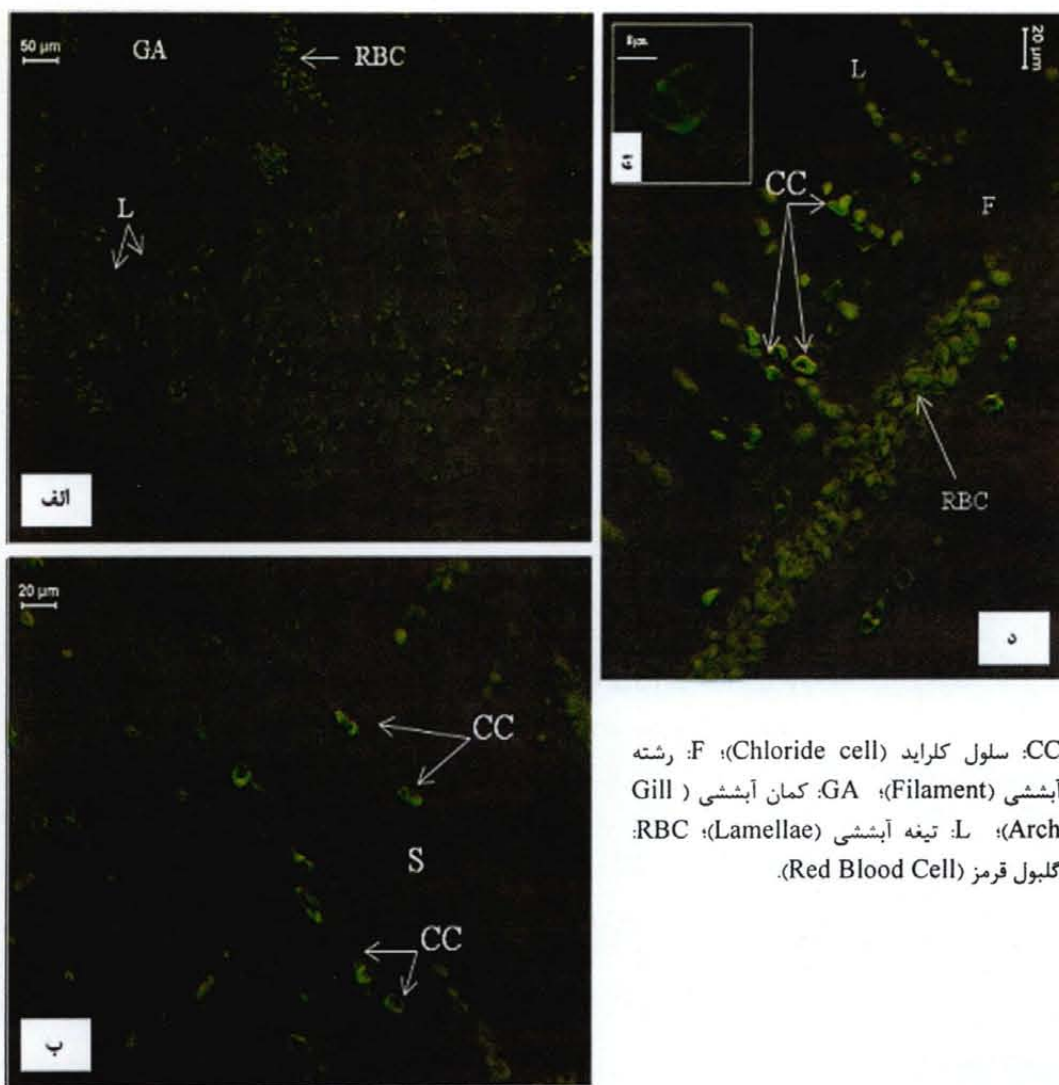 50 µm
GA
RBC
L
الف
20 µm
L
CC
F
RBC
د
20 µm
CC
S
CC
ب
CC: سلول کلراید (Chloride cell)؛ F: رشته
آبششی (Filament)؛ GA: کمان آبششی (Gill
Arch)؛ L: تیغه آبششی (Lamellae)؛ RBC:
گلبول قرمز (Red Blood Cell).